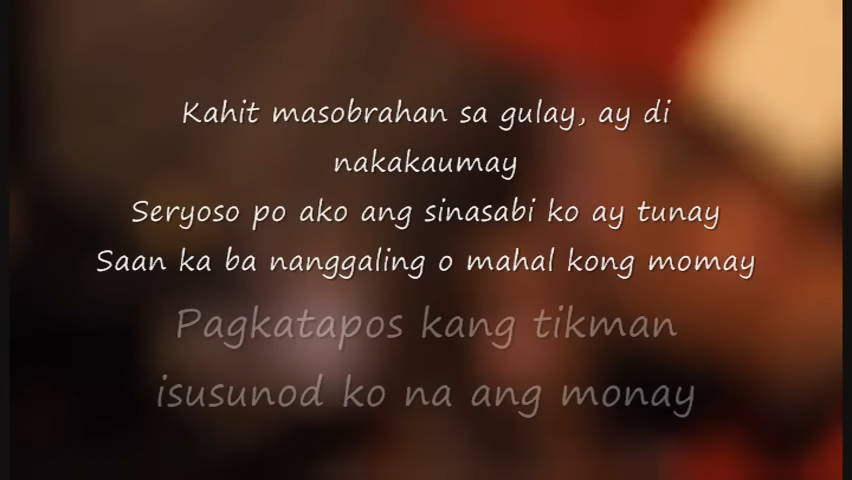 Kahit masobrahan sa gulay, ay di
nakakaumay
Seryoso po ako ang sinasabi ko ay tunay
Saan ka ba nanggaling o mahal kong momay
Pagkatapos kang tikman
isusunod ko na ang monay